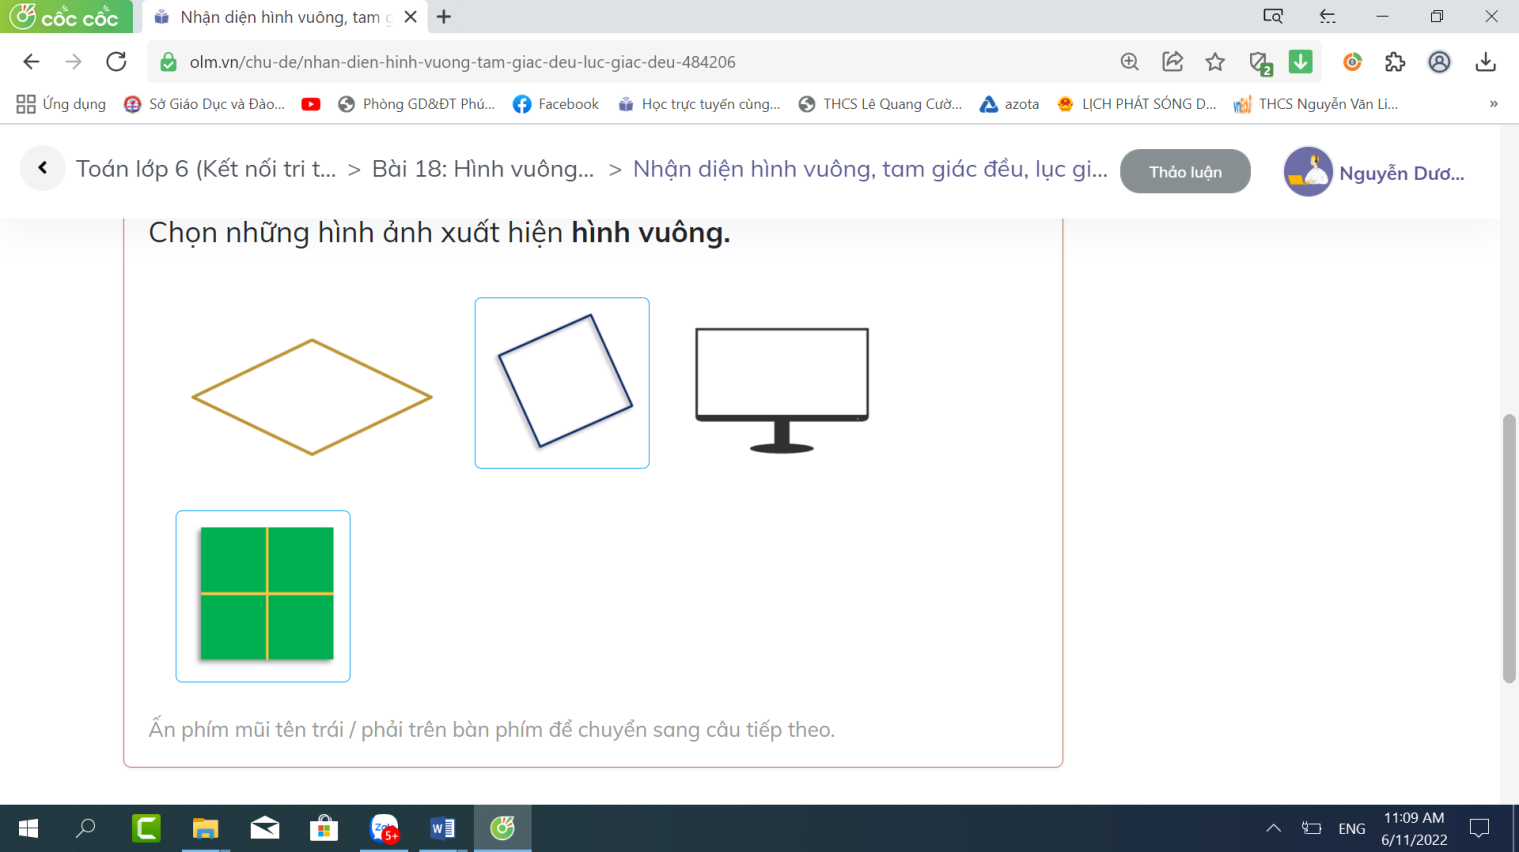 cốc cốc
Nhận diện hình vuông, tam g
olm.vn/chu-de/nhan-dien-hinh-vuong-tam-giac-deu-luc-giac-deu-484206
2
Ứng dụng
Sở Giáo Dục và Đào...
Phòng GD&ĐT Phú...
Facebook
Học trực tuyến cùng...
THCS Lê Quang Cườ...
azota
LỊCH PHÁT SÓNG D...
THCS Nguyễn Văn Li...
»
Toán lớp 6 (Kết nối tri t... > Bài 18: Hình vuông... > Nhận diện hình vuông, tam giác đều, lục gi...
Thảo luận
Nguyễn Dươ...
Chọn những hình ảnh xuất hiện hình vuông.
Ấn phím mũi tên trái / phải trên bàn phím để chuyển sang câu tiếp theo.
5+
ENG
11:09 AM
6/11/2022